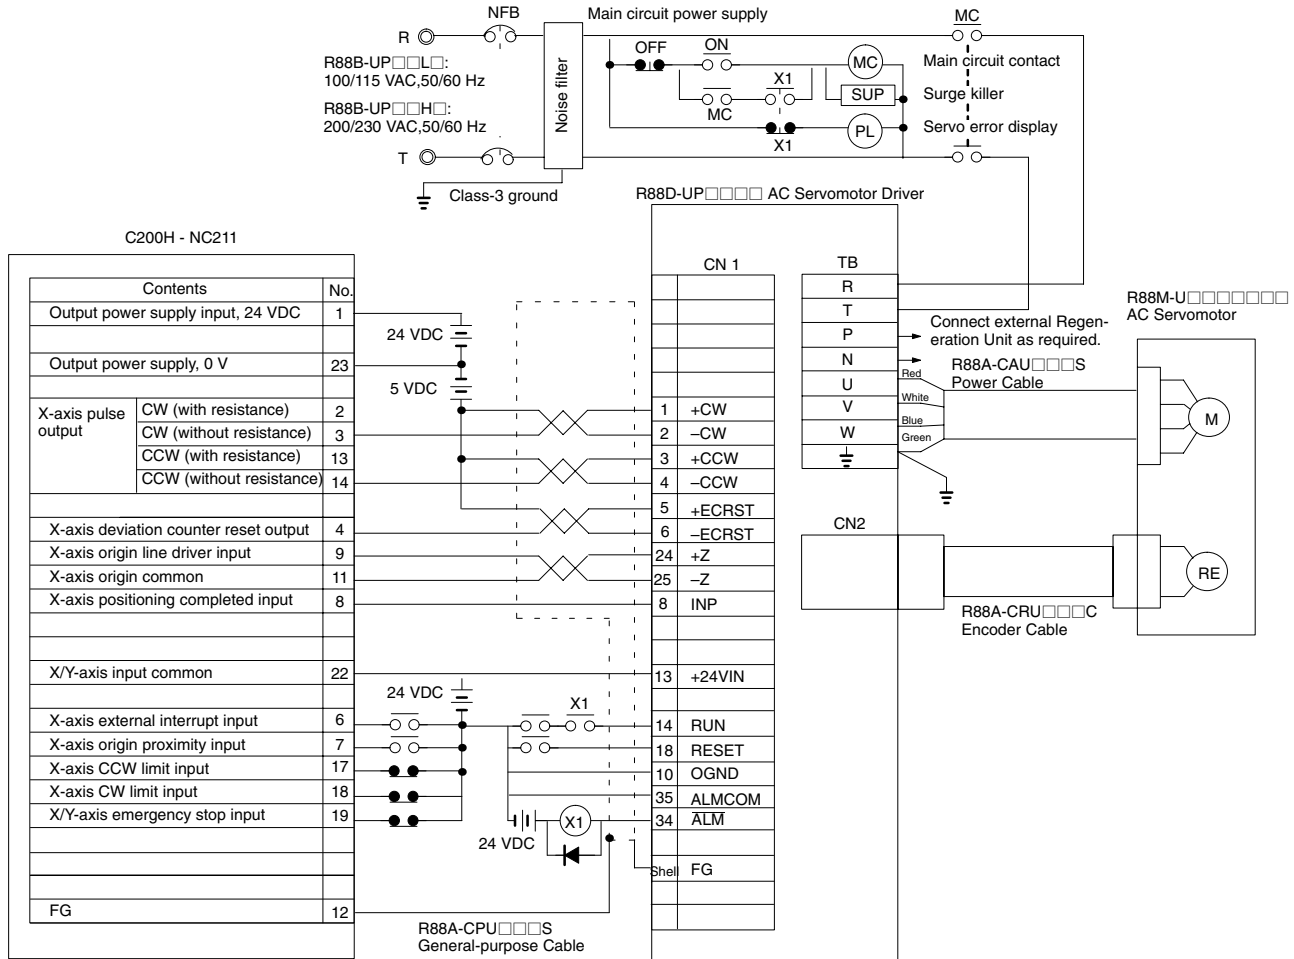 NFB
Main circuit power supply
MC
R
OFF
ON
MC
Main circuit contact
R88B-UP□□L□:
100/115 VAC,50/60 Hz
Noise filter
X1
MC
SUP
Surge killer
R88B-UP□□H□:
200/230 VAC,50/60 Hz
X1
PL
Servo error display
T
Class-3 ground
R88D-UP□□□□ AC Servomotor Driver
C200H - NC211
CN 1
TB
Contents No.
Output power supply input, 24 VDC 1
Output power supply, 0 V 23
X-axis pulse
output
CW (with resistance) 2
CW (without resistance) 3
CCW (with resistance) 13
CCW (without resistance) 14
X-axis deviation counter reset output 4
X-axis origin line driver input 9
X-axis origin common 11
X-axis positioning completed input 8
X/Y-axis input common 22
X-axis external interrupt input 6
X-axis origin proximity input 7
X-axis CCW limit input 17
X-axis CW limit input 18
X/Y-axis emergency stop input 19
FG 12
24 VDC
5 VDC
24 VDC
X1
24 VDC
X1
R88A-CPU□□□S
General-purpose Cable
1 +CW
2 –CW
3 +CCW
4 –CCW
5 +ECRST
6 –ECRST
24 +Z
25 –Z
8 INP
13 +24VIN
14 RUN
18 RESET
10 OGND
35 ALMCOM
34 ALM
Shell FG
R
T
P
N
U
V
W
CN2
Connect external Regen-
eration Unit as required.
Red
White
Blue
Green
R88A-CAU□□□S
Power Cable
R88M-U□□□□□□□
AC Servomotor
M
RE
R88A-CRU□□□C
Encoder Cable